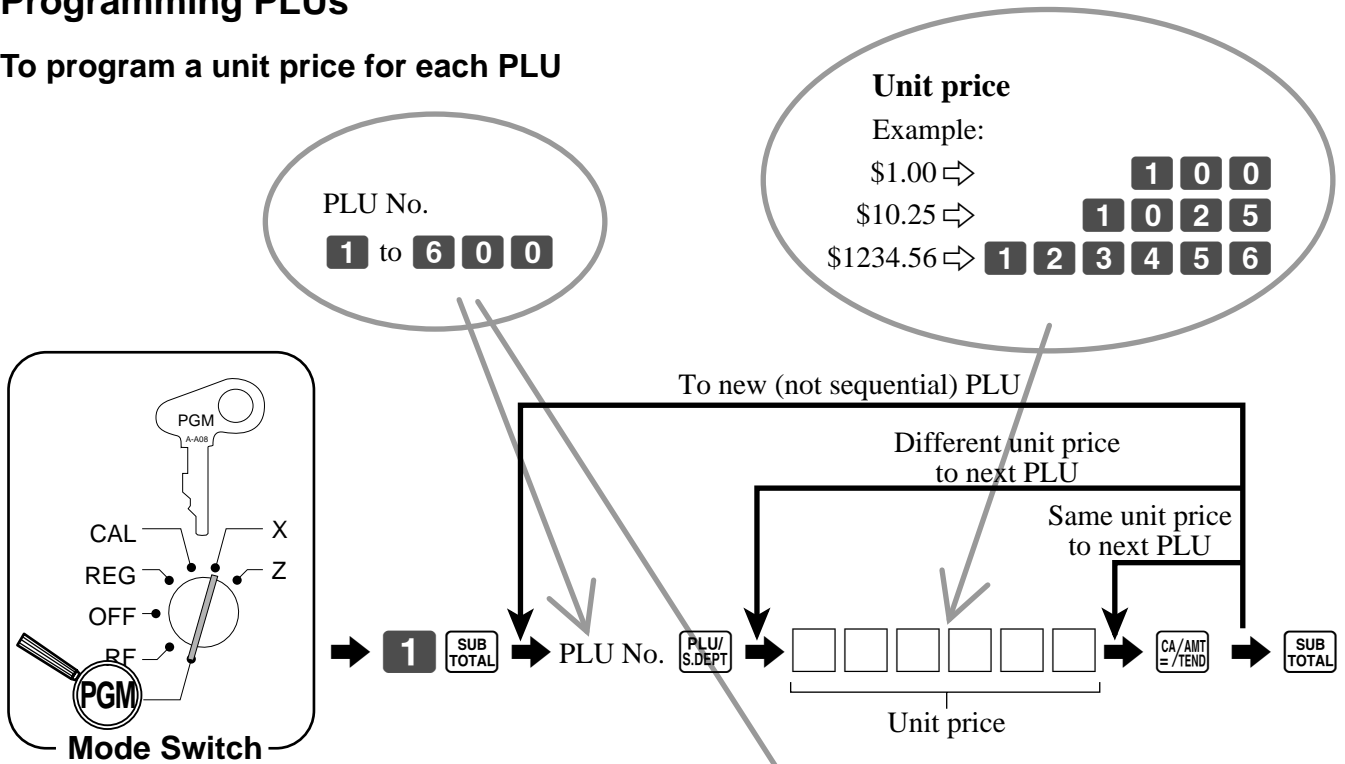 Programming PLUs
To program a unit price for each PLU
Unit price
Example:
$1.00 1 0 0
$10.25 1 0 2 5
$1234.56 1 2 3 4 5 6
PLU No.
1 to 6 0 0
To new (not sequential) PLU
Different unit price
to next PLU
Same unit price
to next PLU
PGM
A-A08
CAL X
REG Z
OFF
RF
PGM
Mode Switch
1 SUB TOTAL PLU No. PLU/ S.DEPT CA/AMT = /TEND SUB TOTAL
Unit price